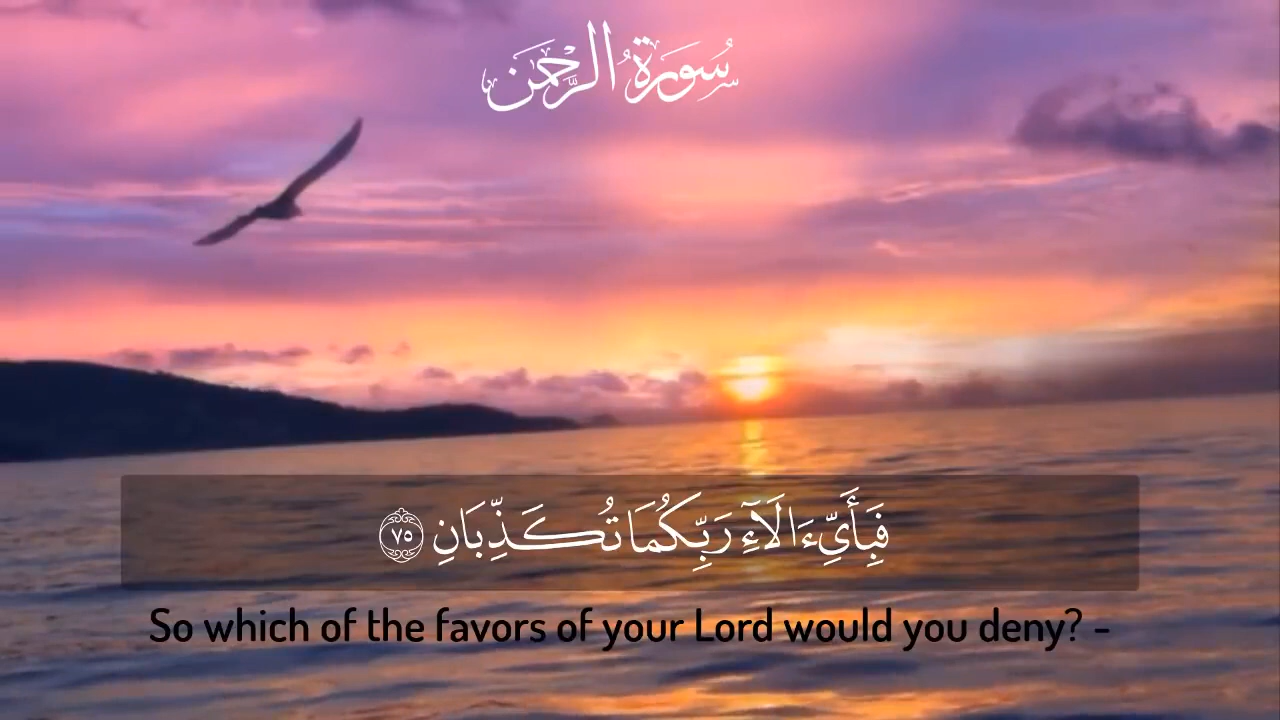 سُورَةُ الرَّحْمَٰن
فَبِأَيِّ ءَالَآءِ رَبِّكُمَا تُكَذِّبَانِ ٧٥
So which of the favors of your Lord would you deny? -